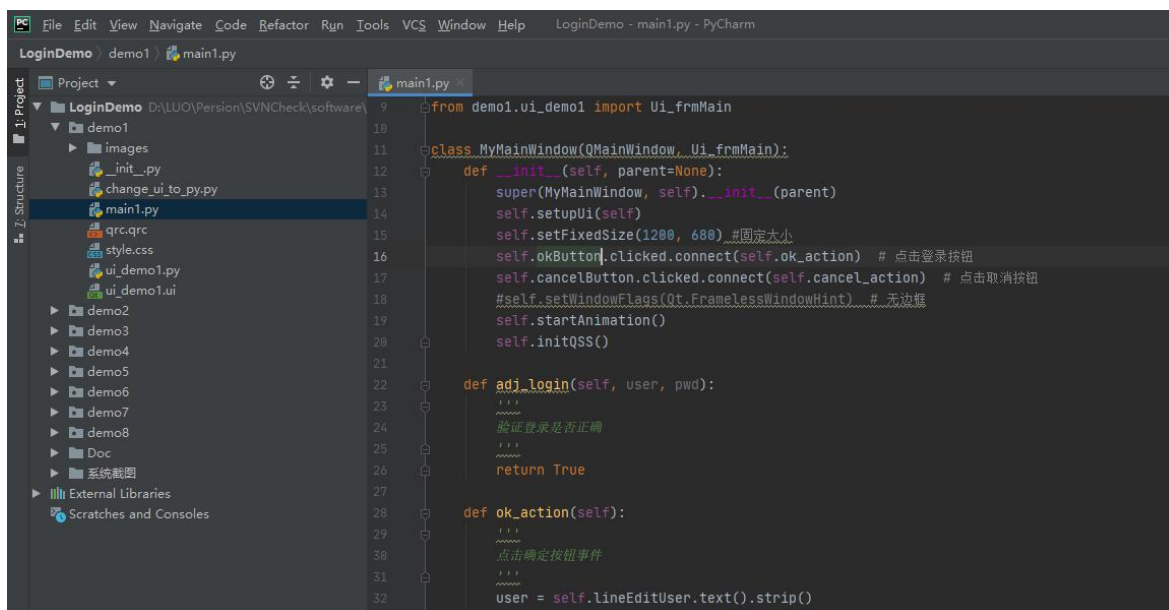 PC File Edit View Navigate Code Refactor Run Tools VCS Window Help LoginDemo - main1.py - PyCharm
LoginDemo demo1 main1.py
1: Project
7: Structure
Project
LoginDemo D:\LUO\Persion\SVNCheck\software\
demo1
images
__init__.py
change_ui_to_py.py
main1.py
qrc.qrc
style.css
ui_demo1.py
ui_demo1.ui
demo2
demo3
demo4
demo5
demo6
demo7
demo8
Doc
系统截图
External Libraries
Scratches and Consoles
main1.py
9 from demo1.ui_demo1 import Ui_frmMain
10
11 class MyMainWindow(QMainWindow, Ui_frmMain):
12 def __init__(self, parent=None):
13 super(MyMainWindow, self).__init__(parent)
14 self.setupUi(self)
15 self.setFixedSize(1200, 680) #固定大小
16 self.okButton.clicked.connect(self.ok_action) # 点击登录按钮
17 self.cancelButton.clicked.connect(self.cancel_action) # 点击取消按钮
18 #self.setWindowFlags(Qt.FramelessWindowHint) # 无边框
19 self.startAnimation()
20 self.initQSS()
21
22 def adj_login(self, user, pwd):
23 '''
24 验证登录是否正确
25 '''
26 return True
27
28 def ok_action(self):
29 '''
30 点击确定按钮事件
31 '''
32 user = self.lineEditUser.text().strip()